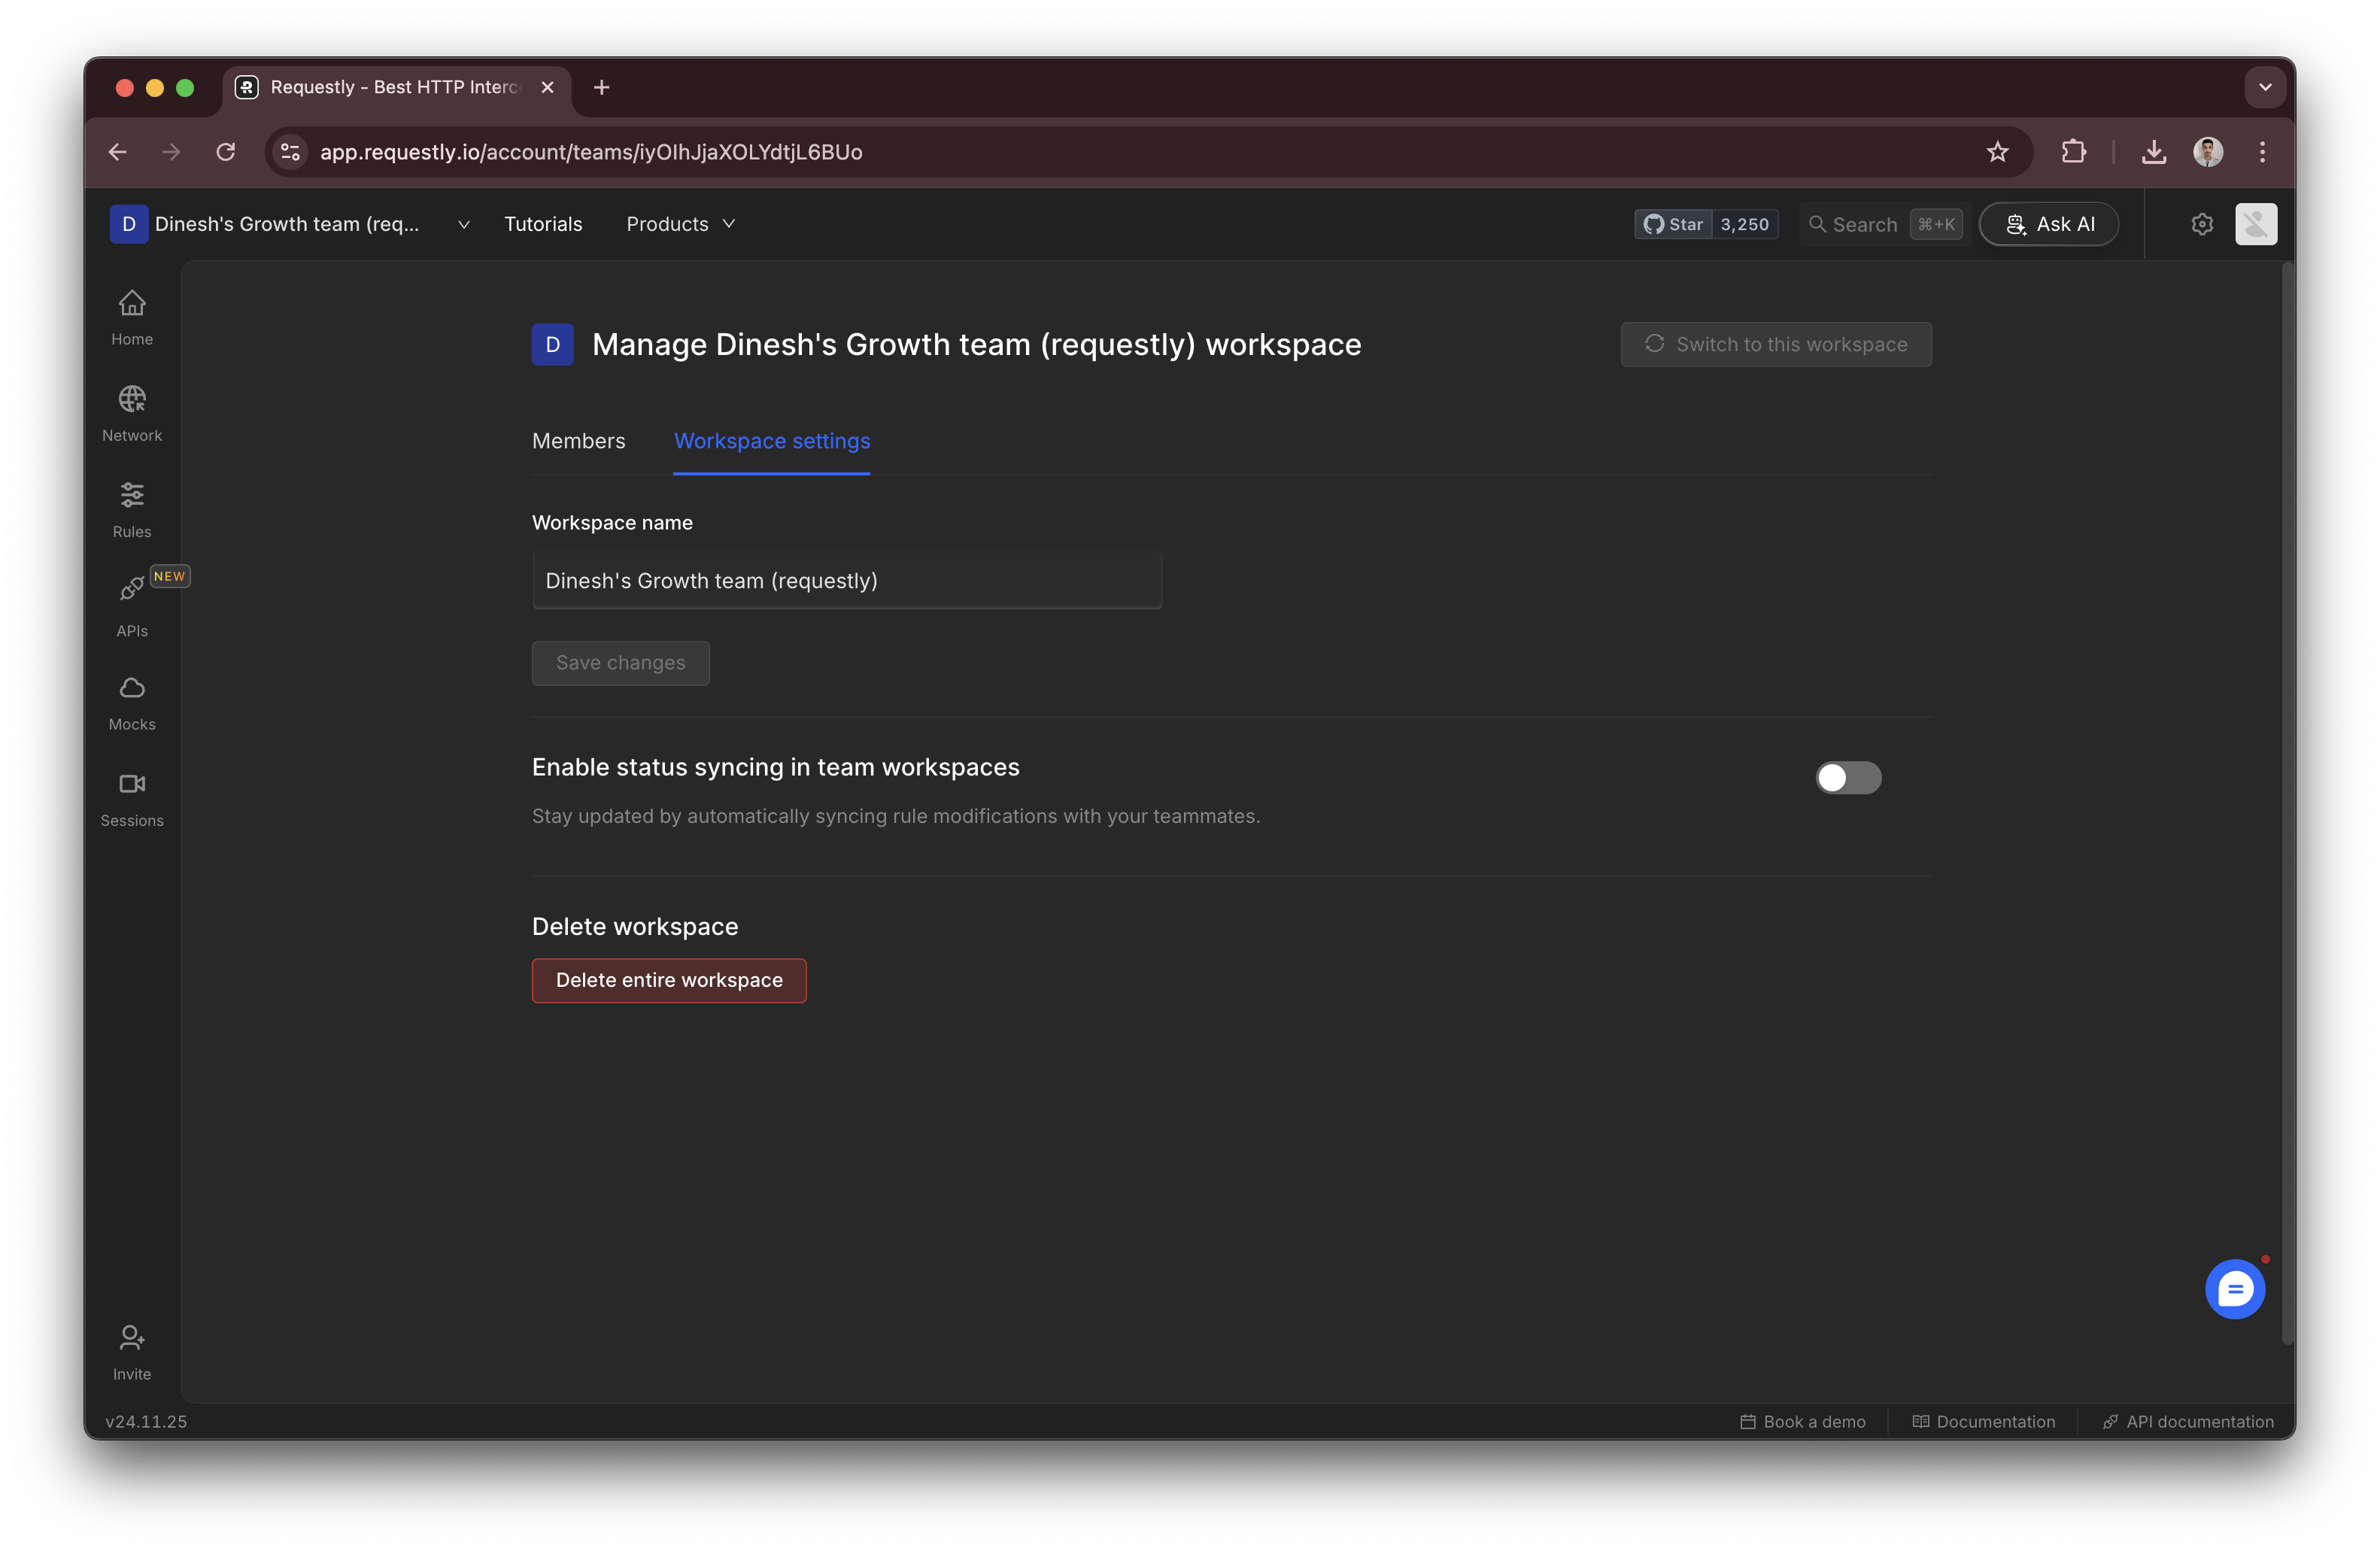 Requestly - Best HTTP Interc
app.requestly.io/account/teams/iyOIhJjaXOLYdtjL6BUo
D Dinesh's Growth team (req... Tutorials Products Star 3,250 Search ⌘+K Ask AI
Home
Network
Rules
NEW
APIs
Mocks
Sessions
Invite
D Manage Dinesh's Growth team (requestly) workspace Switch to this workspace
Members Workspace settings
Workspace name
Dinesh's Growth team (requestly)
Save changes
Enable status syncing in team workspaces
Stay updated by automatically syncing rule modifications with your teammates.
Delete workspace
Delete entire workspace
v24.11.25 Book a demo Documentation API documentation